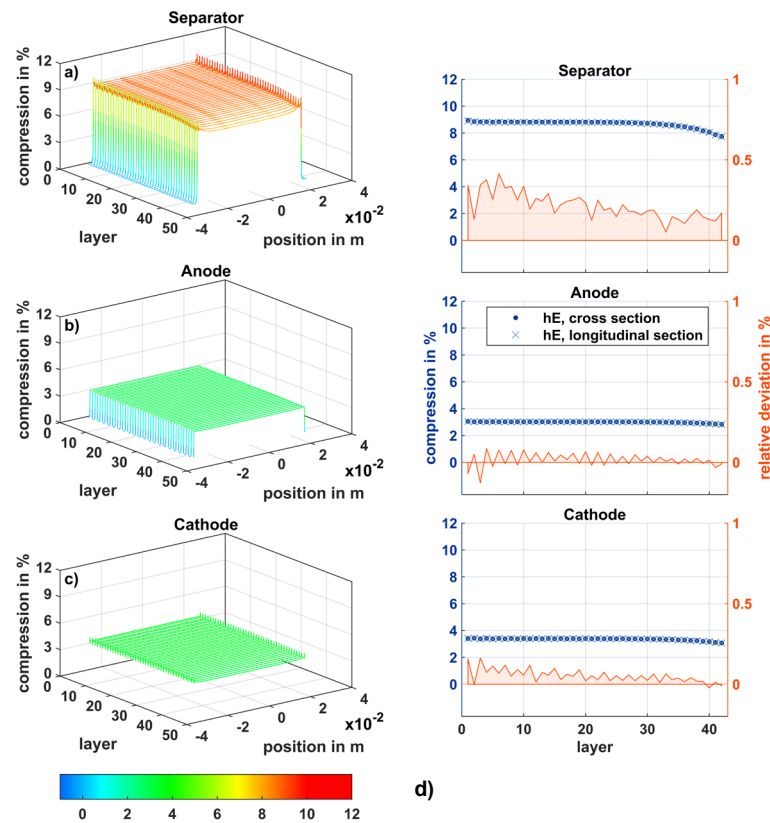 Separator
a)
compression in %
12
9
6
3
0
0
10
20
30
40
50
layer
-4
-2
0
2
4
x10-2
position in m
Anode
b)
compression in %
12
9
6
3
0
0
10
20
30
40
50
layer
-4
-2
0
2
4
x10-2
position in m
Cathode
c)
compression in %
12
9
6
3
0
0
10
20
30
40
50
layer
-4
-2
0
2
4
x10-2
position in m
0 2 4 6 8 10 12
Separator
12
10
8
6
4
2
0
1
0.5
0
Anode
hE, cross section
hE, longitudinal section
compression in %
12
10
8
6
4
2
0
1
0.5
0
relative deviation in %
Cathode
12
10
8
6
4
2
0
1
0.5
0
0 10 20 30 40
layer
d)